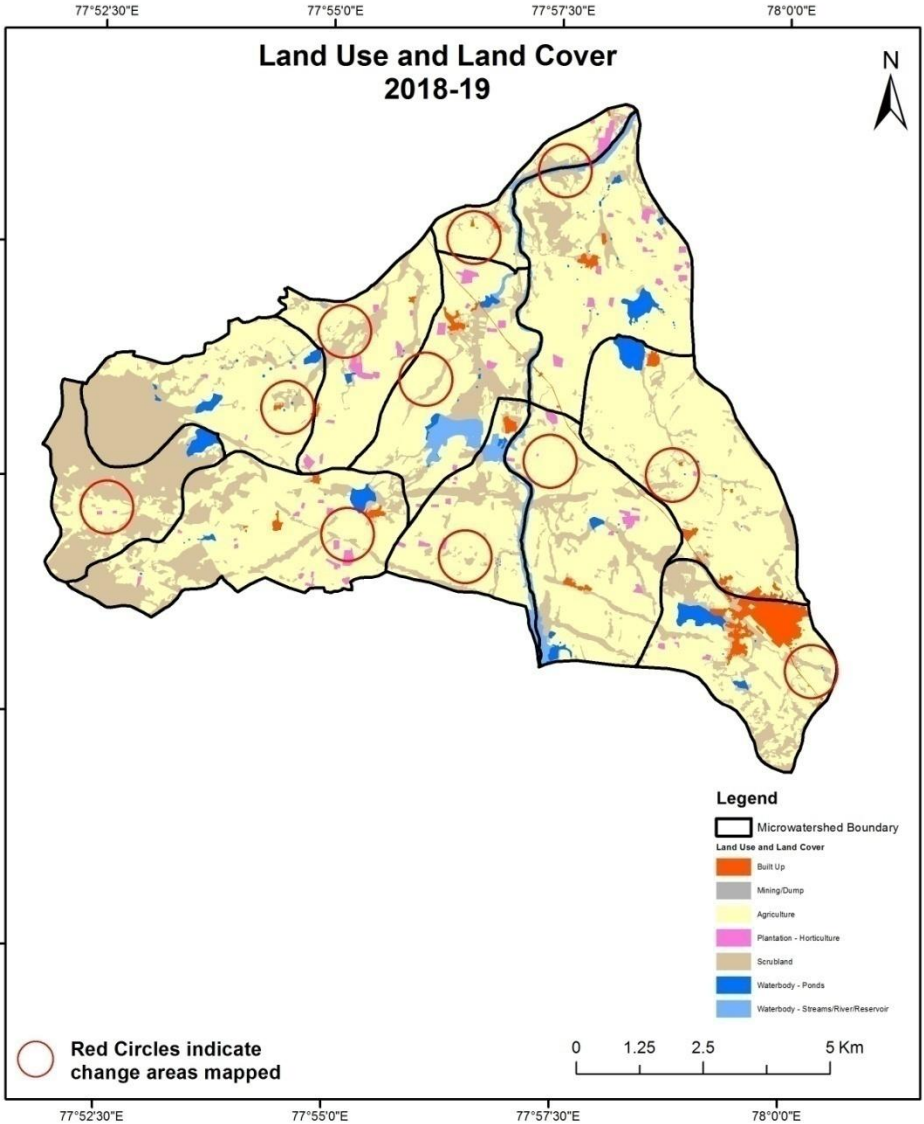 77°52'30"E 77°55'0"E 77°57'30"E 78°0'0"E
Land Use and Land Cover
2018-19
N
Legend
Microwatershed Boundary
Land Use and Land Cover
Built Up
Mining/Dump
Agriculture
Plantation - Horticulture
Scrubland
Waterbody - Ponds
Waterbody - Streams/River/Reservoir
Red Circles indicate
change areas mapped
0 1.25 2.5 5 Km
77°52'30"E 77°55'0"E 77°57'30"E 78°0'0"E